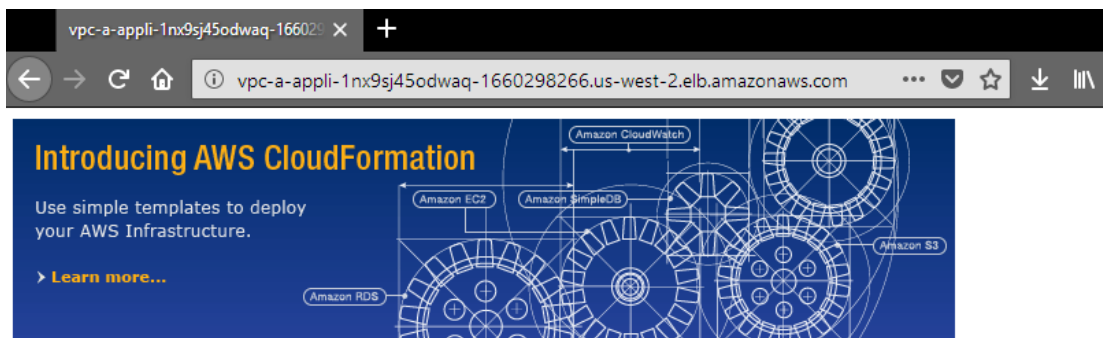 vpc-a-appli-1nx9sj45odwaq-166029
vpc-a-appli-1nx9sj45odwaq-1660298266.us-west-2.elb.amazonaws.com
Introducing AWS CloudFormation
Use simple templates to deploy
your AWS Infrastructure.
Learn more...
Amazon CloudWatch
Amazon EC2
Amazon SimpleDB
Amazon S3
Amazon RDS